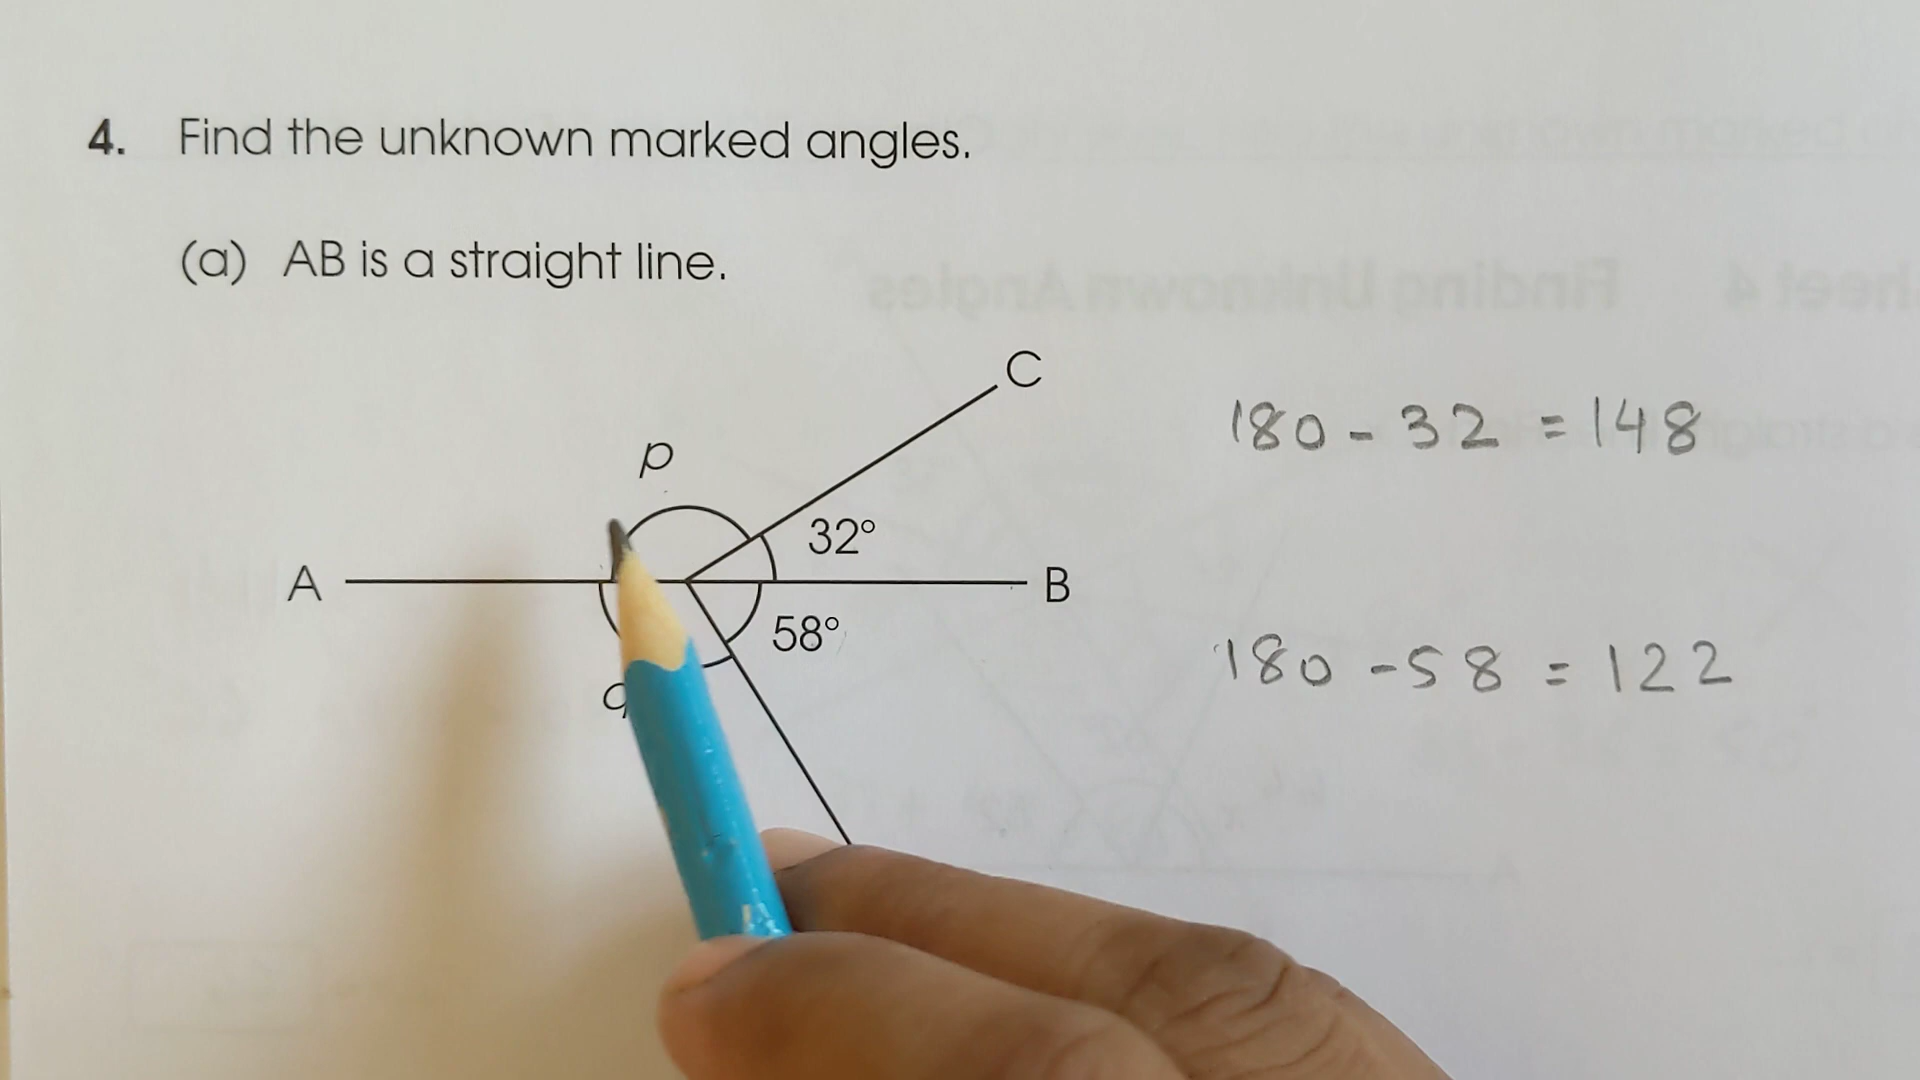 4. Find the unknown marked angles.
(a) AB is a straight line.
C
p
180 - 32 = 148
32°
A
B
58°
180 - 58 = 122
q